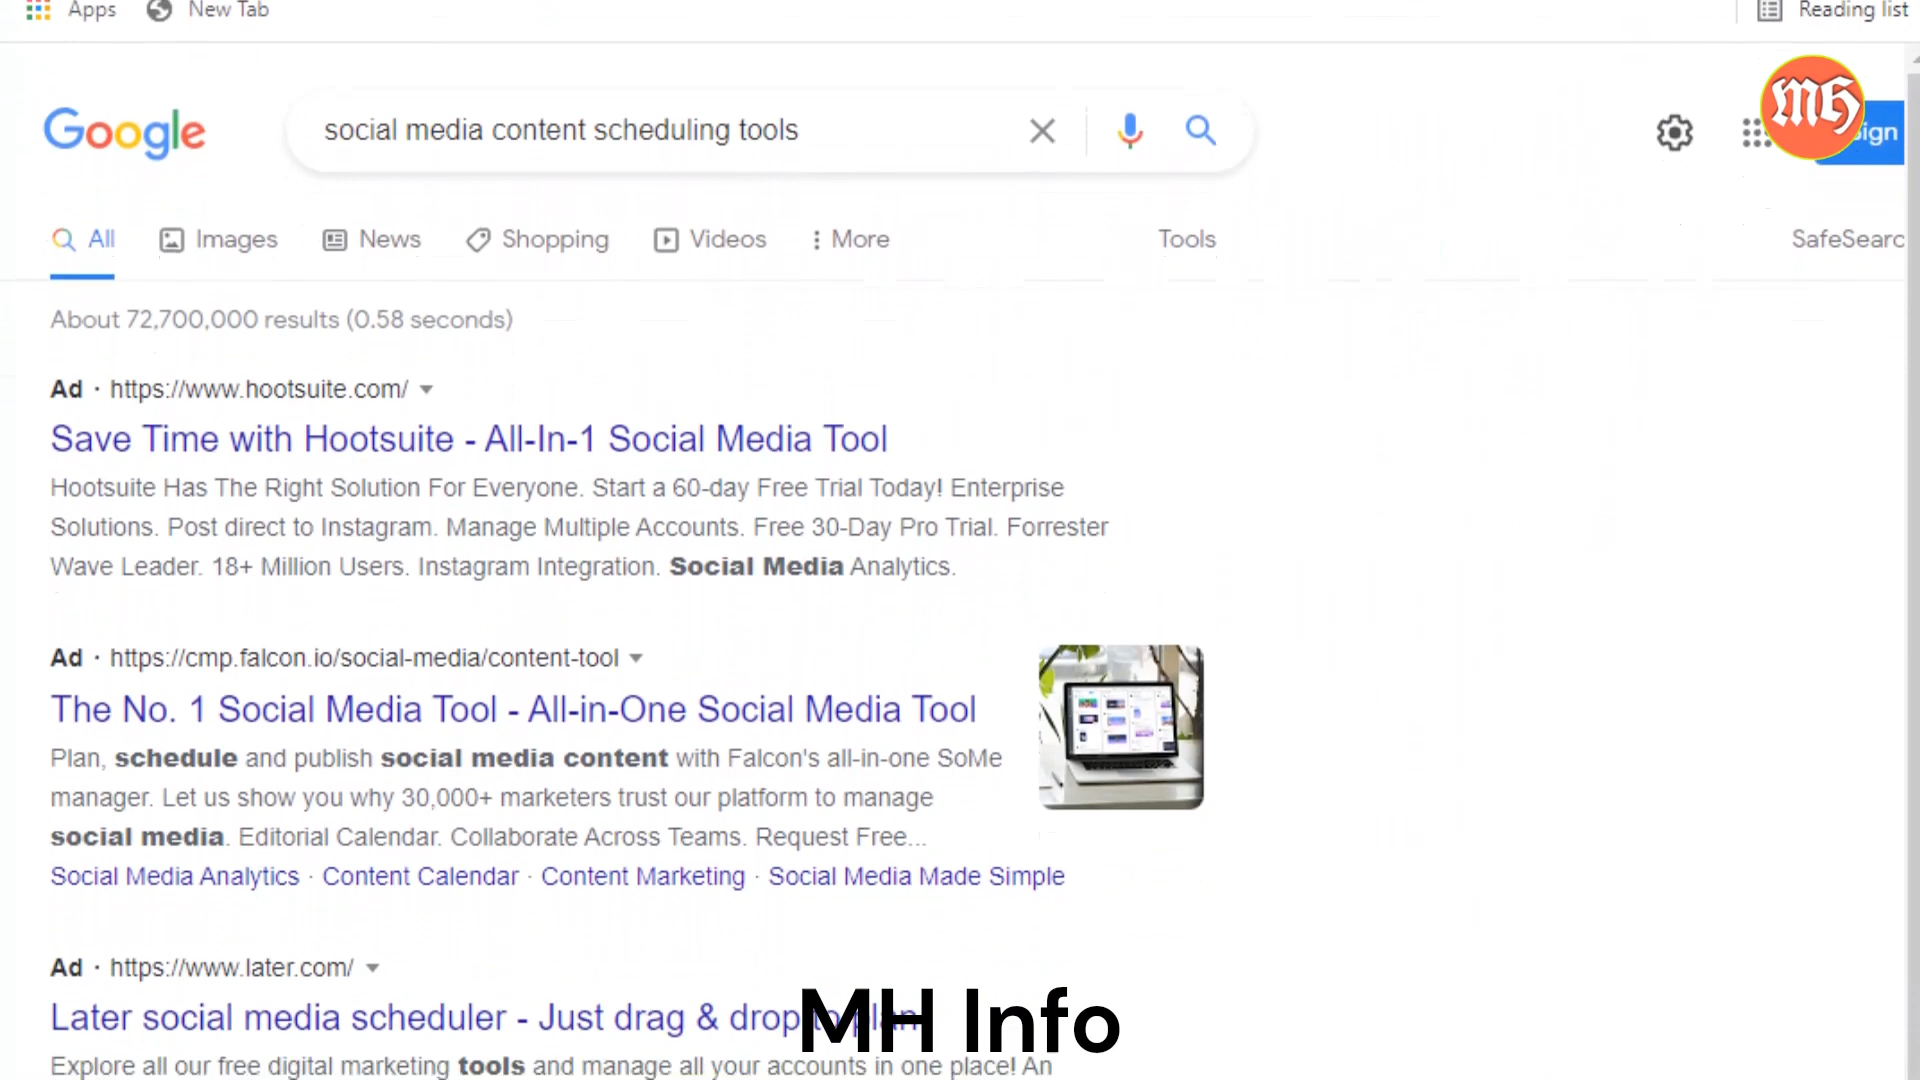 Apps New Tab Reading list
Google social media content scheduling tools
MH
Sign
All Images News Shopping Videos More Tools SafeSearc
About 72,700,000 results (0.58 seconds)
Ad · https://www.hootsuite.com/
Save Time with Hootsuite - All-In-1 Social Media Tool
Hootsuite Has The Right Solution For Everyone. Start a 60-day Free Trial Today! Enterprise
Solutions. Post direct to Instagram. Manage Multiple Accounts. Free 30-Day Pro Trial. Forrester
Wave Leader. 18+ Million Users. Instagram Integration. Social Media Analytics.
Ad · https://cmp.falcon.io/social-media/content-tool
The No. 1 Social Media Tool - All-in-One Social Media Tool
Plan, schedule and publish social media content with Falcon's all-in-one SoMe
manager. Let us show you why 30,000+ marketers trust our platform to manage
social media. Editorial Calendar. Collaborate Across Teams. Request Free...
Social Media Analytics · Content Calendar · Content Marketing · Social Media Made Simple
Ad · https://www.later.com/
Later social media scheduler - Just drag & drop to plan
MH Info
Explore all our free digital marketing tools and manage all your accounts in one place! An